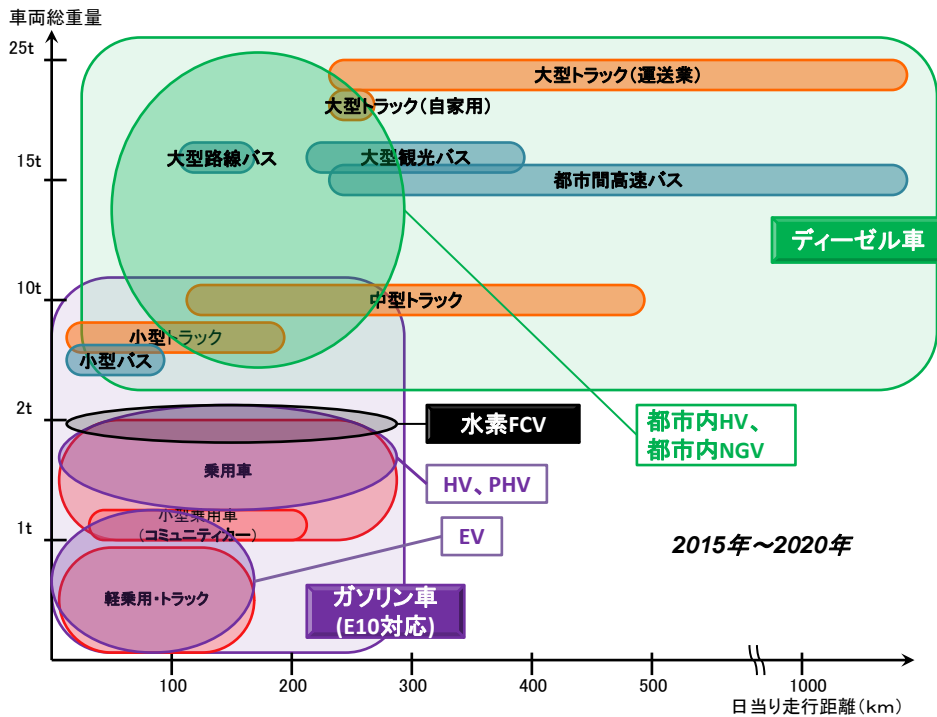 車両総重量
25t
大型トラック(運送業)
大型トラック(自家用)
大型路線バス
大型観光バス
15t
都市間高速バス
ディーゼル車
10t
中型トラック
小型トラック
小型バス
2t
水素FCV
都市内HV、
都市内NGV
乗用車
HV、PHV
小型乗用車
(コミュニティカー)
1t
EV
2015年～2020年
軽乗用・トラック
ガソリン車
(E10対応)
100
200
300
400
500
1000
日当り走行距離(km)